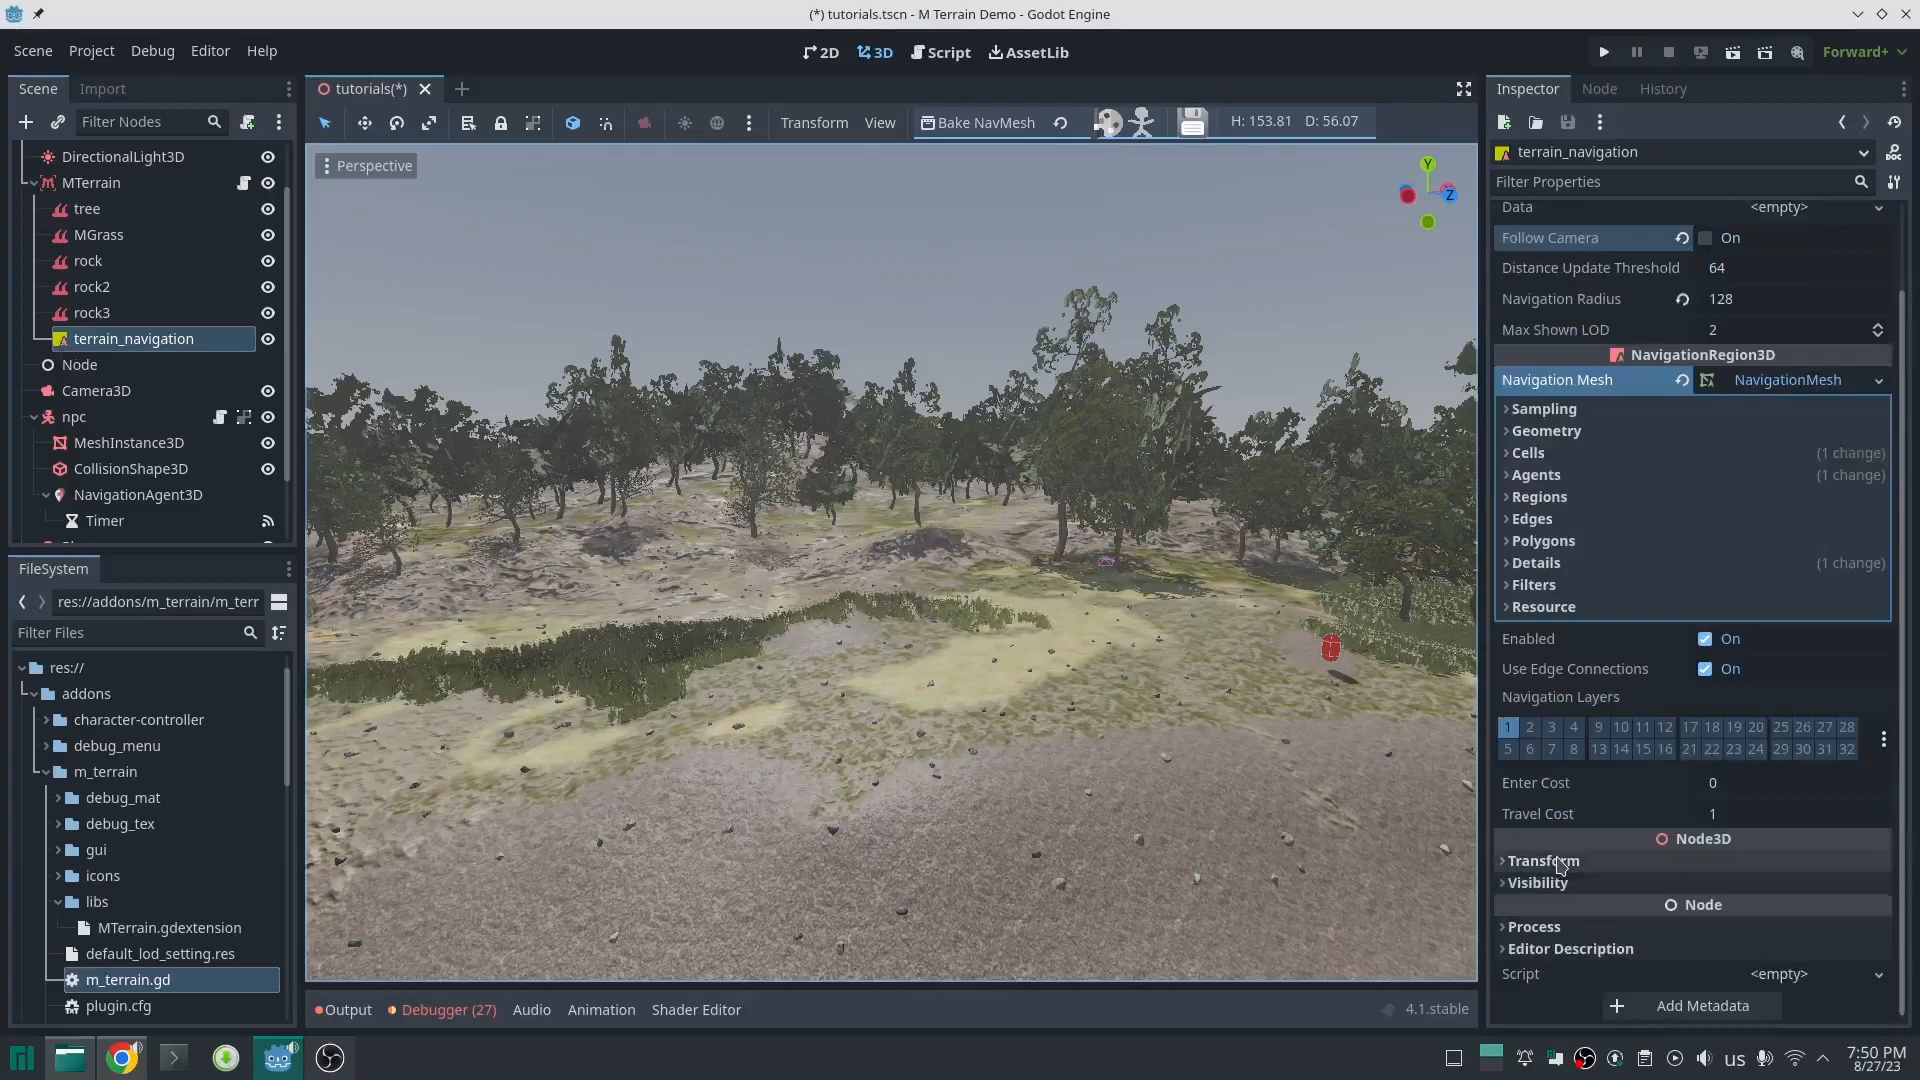 (*) tutorials.tscn - M Terrain Demo - Godot Engine
Scene Project Debug Editor Help
2D 3D Script AssetLib
Forward+
Scene Import
tutorials(*)
Inspector Node History
Filter Nodes
Transform View Bake NavMesh H: 153.81 D: 56.07
Perspective
Y
Z
DirectionalLight3D
MTerrain
tree
MGrass
rock
rock2
rock3
terrain_navigation
Node
Camera3D
npc
MeshInstance3D
CollisionShape3D
NavigationAgent3D
Timer
FileSystem
res://addons/m_terrain/m_terr
Filter Files
res://
addons
character-controller
debug_menu
m_terrain
debug_mat
debug_tex
gui
icons
libs
MTerrain.gdextension
default_lod_setting.res
m_terrain.gd
plugin.cfg
Output Debugger (27) Audio Animation Shader Editor 4.1.stable
terrain_navigation
DOC
Filter Properties
Data <empty>
Follow Camera On
Distance Update Threshold 64
Navigation Radius 128
Max Shown LOD 2
NavigationRegion3D
Navigation Mesh NavigationMesh
Sampling
Geometry
Cells (1 change)
Agents (1 change)
Regions
Edges
Polygons
Details (1 change)
Filters
Resource
Enabled On
Use Edge Connections On
Navigation Layers
1 2 3 4 9 10 11 12 17 18 19 20 25 26 27 28
5 6 7 8 13 14 15 16 21 22 23 24 29 30 31 32
Enter Cost 0
Travel Cost 1
Node3D
Transform
Visibility
Node
Process
Editor Description
Script <empty>
Add Metadata
us
7:50 PM
8/27/23